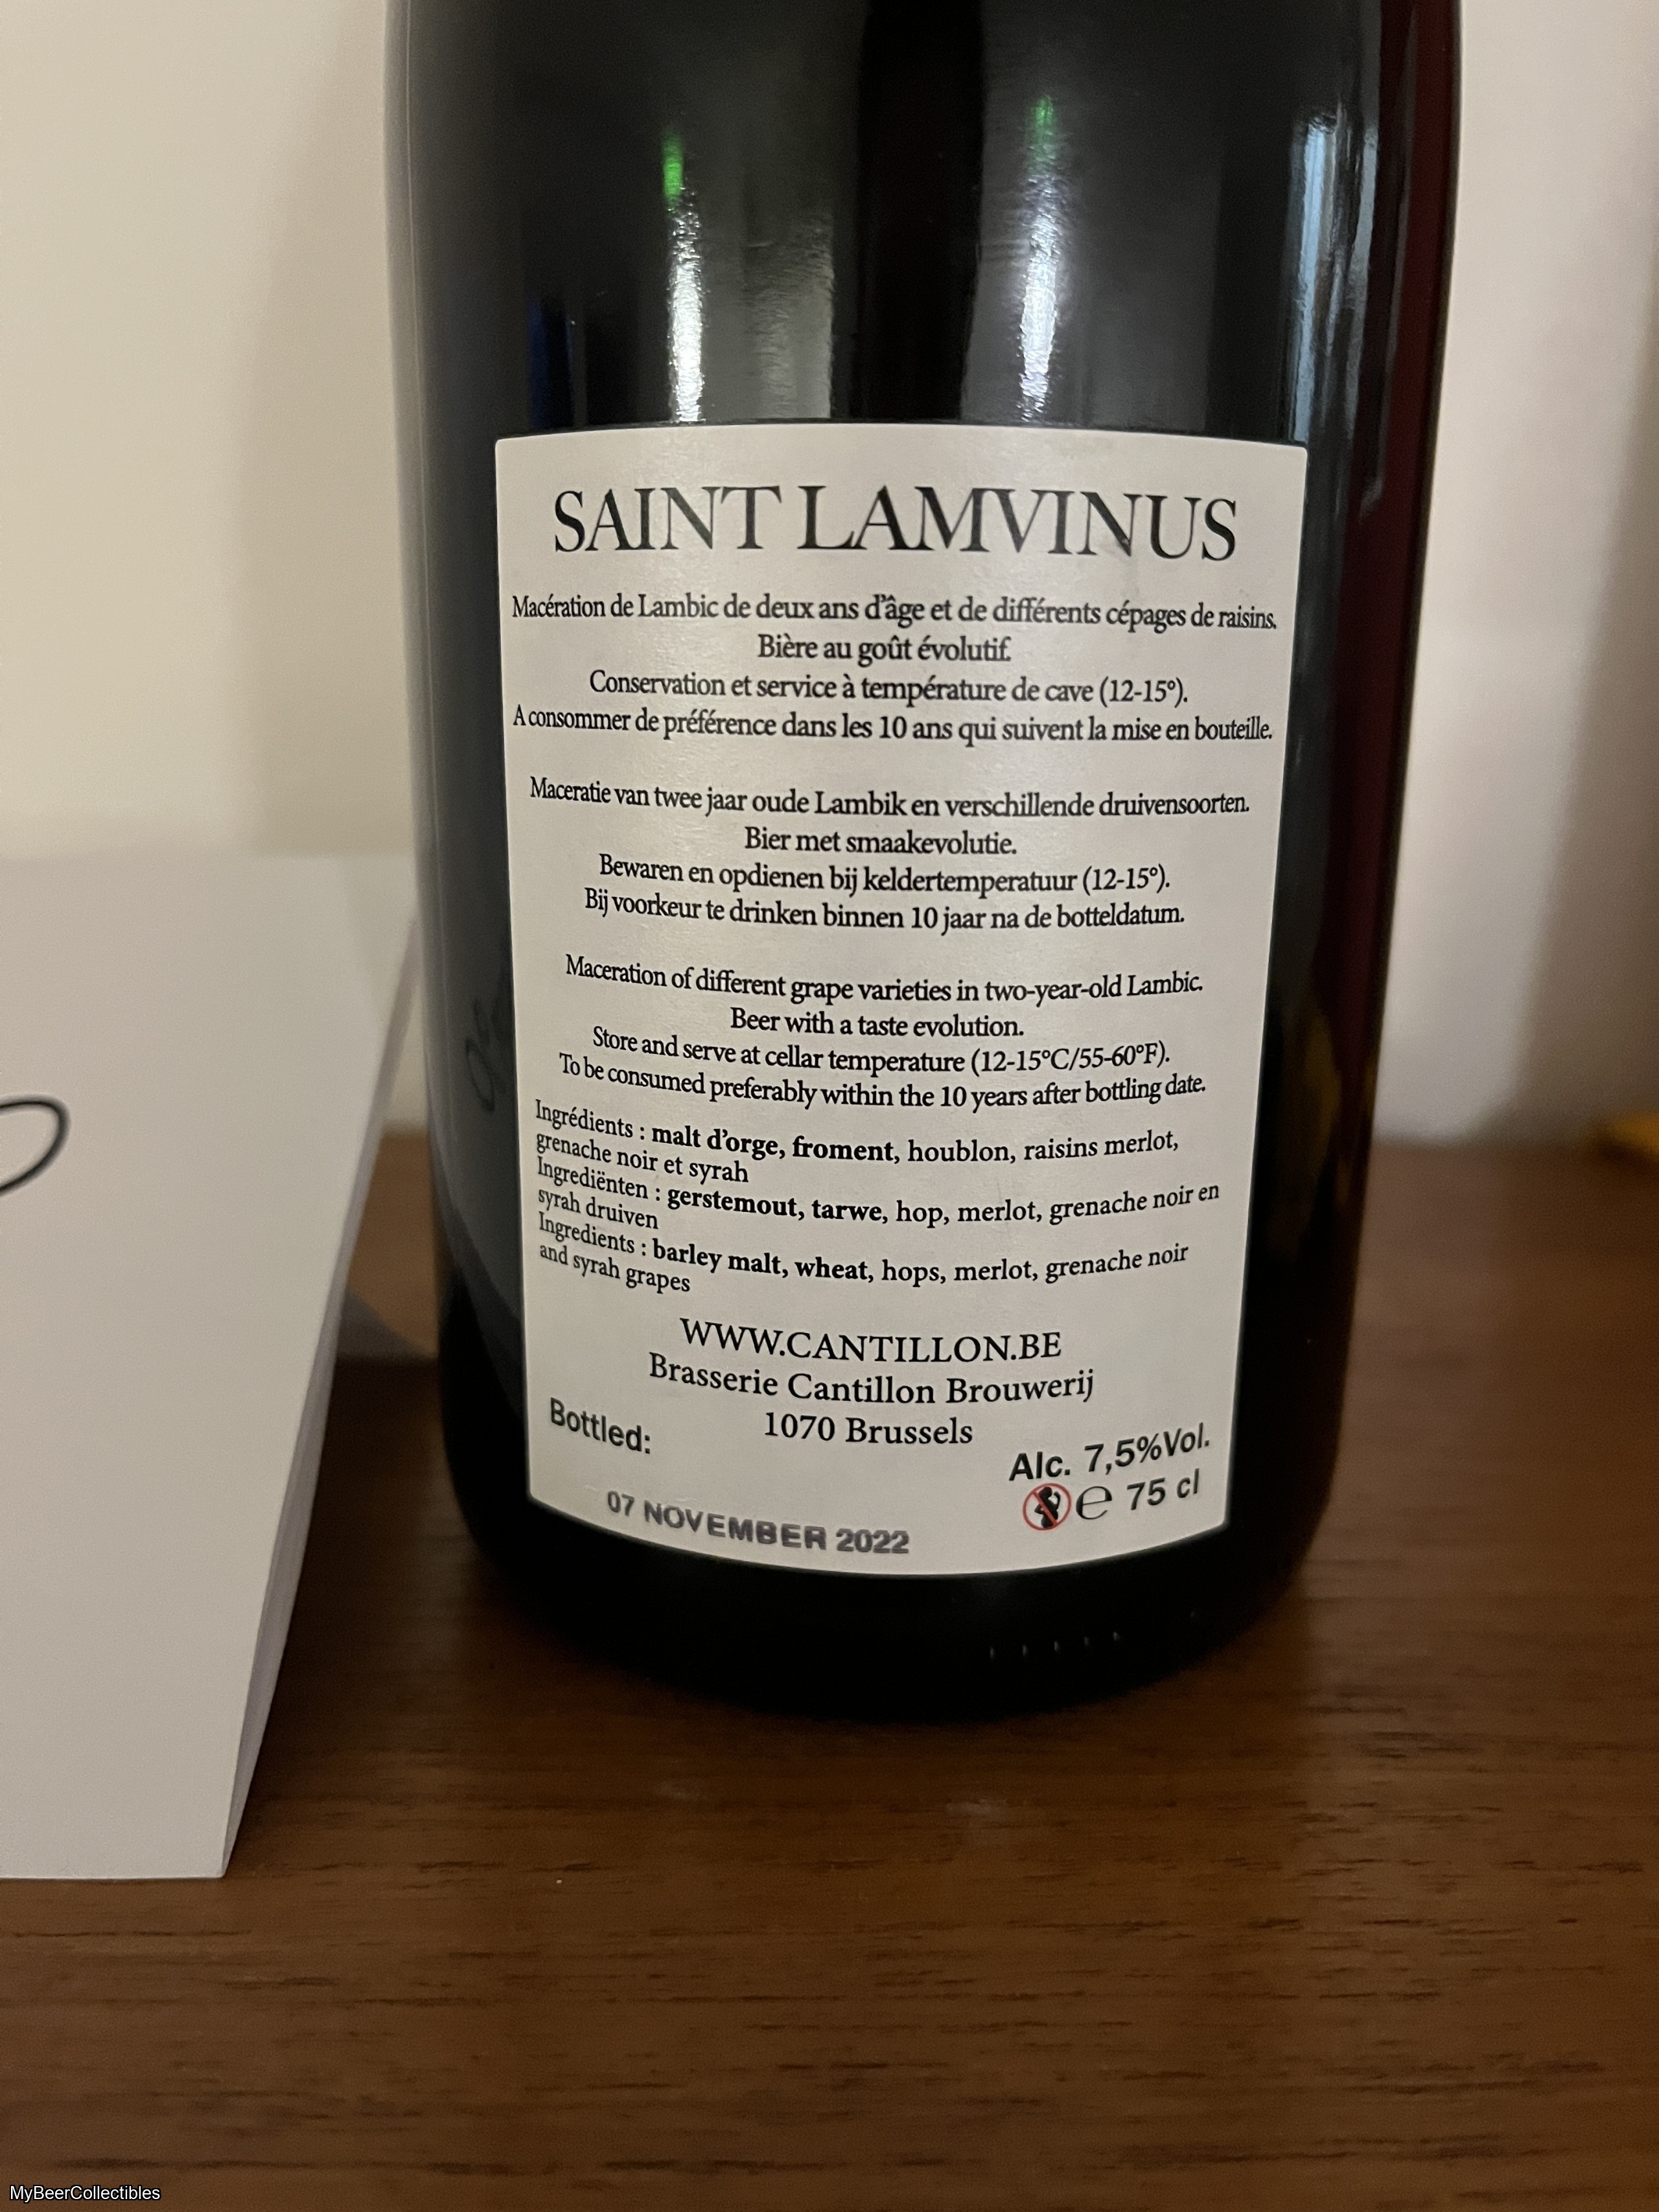 SAINT LAMVINUS
Macération de Lambic de deux ans d'âge et de différents cépages de raisins.
Bière au goût évolutif.
Conservation et service à température de cave (12-15°).
A consommer de préférence dans les 10 ans qui suivent la mise en bouteille.
Maceratie van twee jaar oude Lambik en verschillende druivensoorten.
Bier met smaakevolutie.
Bewaren en opdienen bij keldertemperatuur (12-15°).
Bij voorkeur te drinken binnen 10 jaar na de botteldatum.
Maceration of different grape varieties in two-year-old Lambic.
Beer with a taste evolution.
Store and serve at cellar temperature (12-15°C/55-60°F).
To be consumed preferably within the 10 years after bottling date.
Ingrédients : malt d'orge, froment, houblon, raisins merlot,
grenache noir et syrah
Ingrediënten : gerstemout, tarwe, hop, merlot, grenache noir en
syrah druiven
Ingredients : barley malt, wheat, hops, merlot, grenache noir
and syrah grapes
WWW.CANTILLON.BE
Brasserie Cantillon Brouwerij
1070 Brussels
Bottled:
07 NOVEMBER 2022
Alc. 7,5%Vol.
℮ 75 cl
MyBeerCollectibles